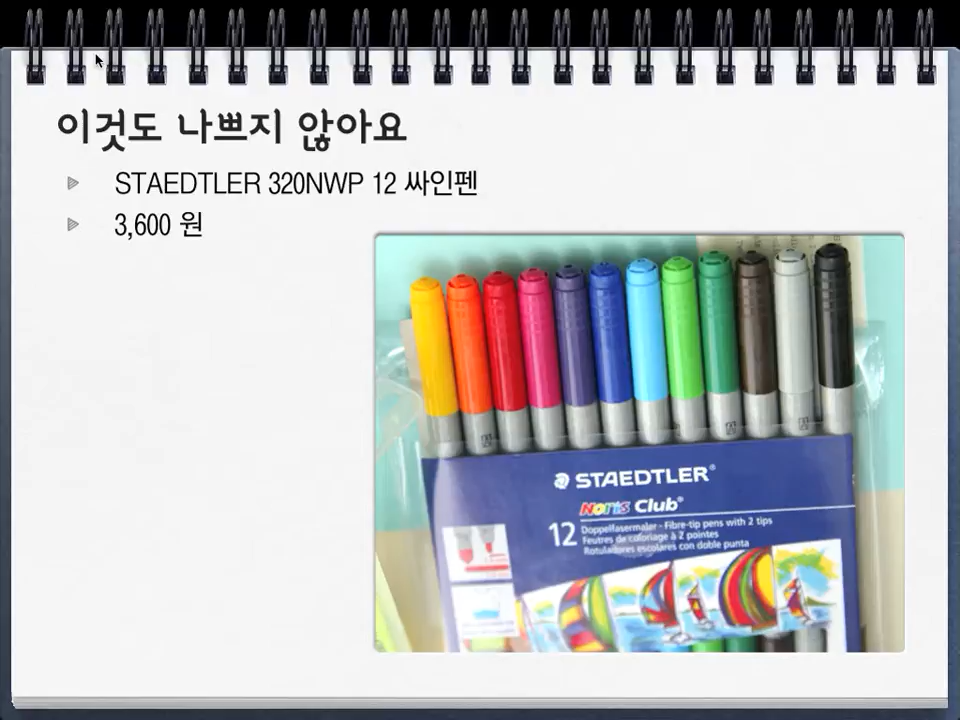 이것도 나쁘지 않아요
STAEDTLER 320NWP 12 싸인펜
3,600 원
STAEDTLER®
Noris Club®
12
Doppelfasermaler - Fibre-tip pens with 2 tips
Feutres de coloriage à 2 pointes
Rotuladores escolares con doble punta